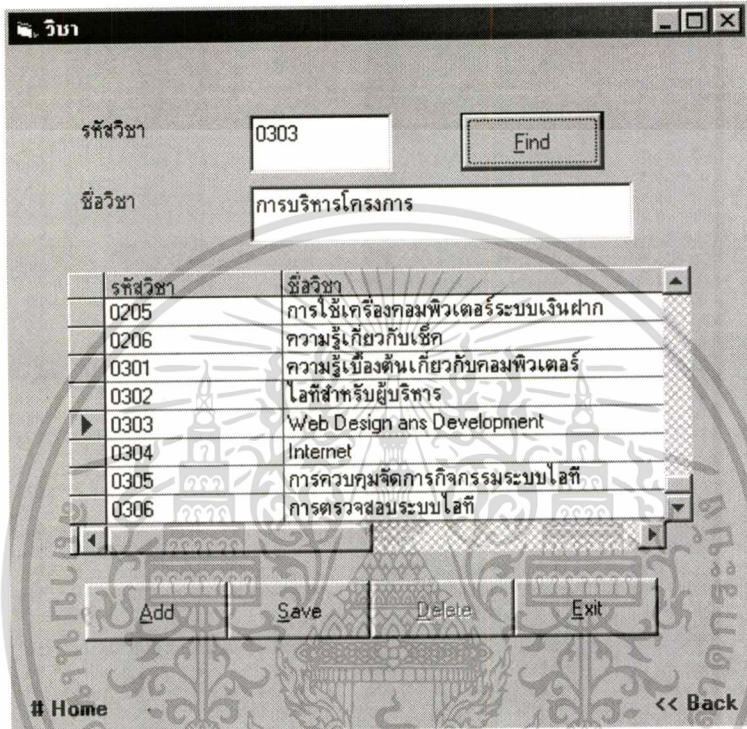 วิชา
รหัสวิชา 0303 Find
ชื่อวิชา การบริหารโครงการ
รหัสวิชา ชื่อวิชา
0205 การใช้เครื่องคอมพิวเตอร์ระบบเงินฝาก
0206 ความรู้เกี่ยวกับเช็ค
0301 ความรู้เบื้องต้นเกี่ยวกับคอมพิวเตอร์
0302 ไอทีสำหรับผู้บริหาร
0303 Web Design ans Development
0304 Internet
0305 การควบคุมจัดการกิจกรรมระบบไอที
0306 การตรวจสอบระบบไอที
Add Save Delete Exit
# Home << Back